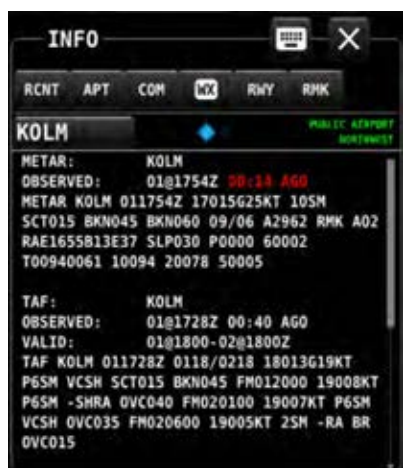 INFO
RCNT APT COM WX RWY RMK
KOLM
PUBLIC AIRPORT
NORTHWEST
METAR: KOLM
OBSERVED: 01@1754Z 00:14 AGO
METAR KOLM 011754Z 17015G25KT 10SM
SCT015 BKN045 BKN060 09/06 A2962 RMK AO2
RAE1655B13E37 SLP030 P0000 60002
T00940061 10094 20078 50005
TAF: KOLM
OBSERVED: 01@1728Z 00:40 AGO
VALID: 01@1800-02@1800Z
TAF KOLM 011728Z 0118/0218 18013G19KT
P6SM VCSH SCT015 BKN045 FM012000 19008KT
P6SM -SHRA OVC040 FM020100 19007KT P6SM
VCSH OVC035 FM020600 19005KT 2SM -RA BR
OVC015